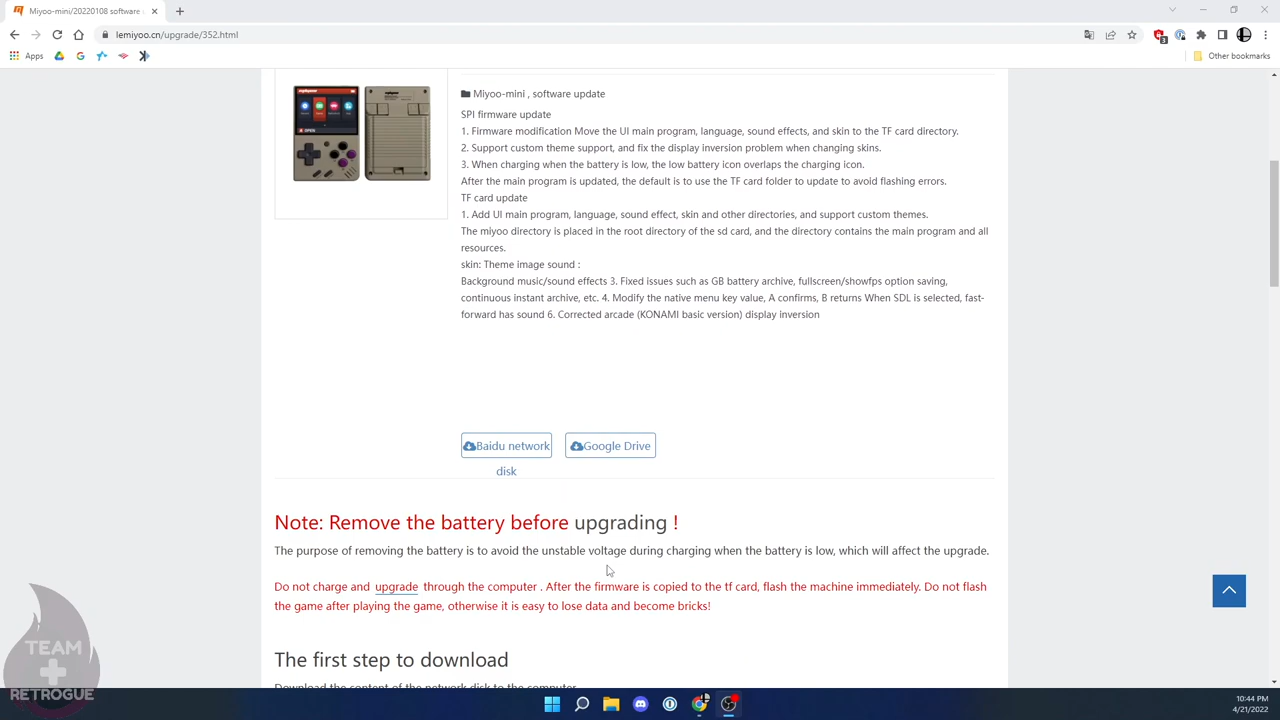 Miyoo-mini/20220108 software
lemiyoo.cn/upgrade/352.html
3
Apps
Other bookmarks
Miyoo-mini , software update
SPI firmware update
1. Firmware modification Move the UI main program, language, sound effects, and skin to the TF card directory.
2. Support custom theme support, and fix the display inversion problem when changing skins.
3. When charging when the battery is low, the low battery icon overlaps the charging icon.
After the main program is updated, the default is to use the TF card folder to update to avoid flashing errors.
TF card update
1. Add UI main program, language, sound effect, skin and other directories, and support custom themes.
The miyoo directory is placed in the root directory of the sd card, and the directory contains the main program and all
resources.
skin: Theme image sound :
Background music/sound effects 3. Fixed issues such as GB battery archive, fullscreen/showfps option saving,
continuous instant archive, etc. 4. Modify the native menu key value, A confirms, B returns When SDL is selected, fast-
forward has sound 6. Corrected arcade (KONAMI basic version) display inversion
Baidu network
disk
Google Drive
Note: Remove the battery before upgrading !
The purpose of removing the battery is to avoid the unstable voltage during charging when the battery is low, which will affect the upgrade.
Do not charge and upgrade through the computer . After the firmware is copied to the tf card, flash the machine immediately. Do not flash
the game after playing the game, otherwise it is easy to lose data and become bricks!
The first step to download
Download the content of the network disk to the computer
TEAM
RETROGUE
10:44 PM
4/21/2022